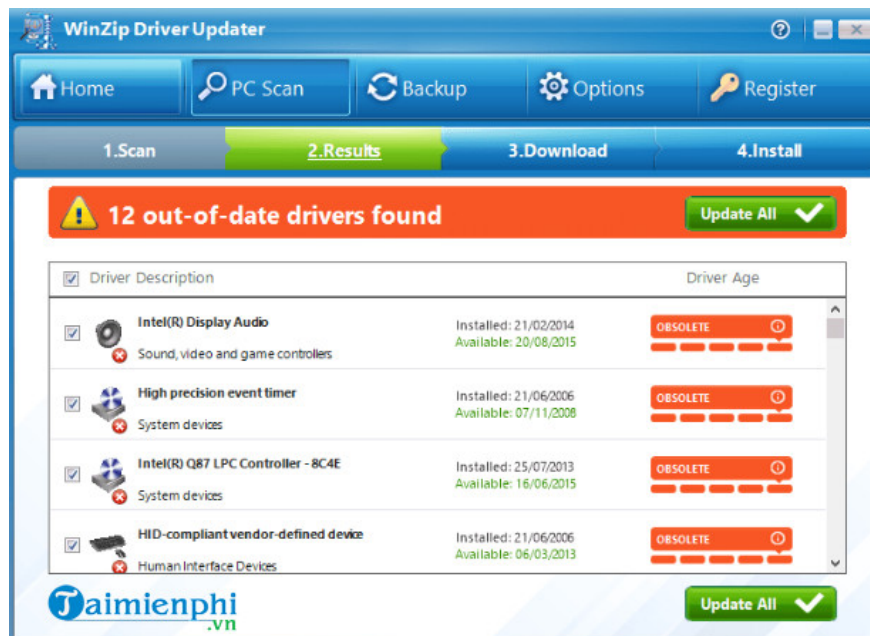 WinZip Driver Updater
Home PC Scan Backup Options Register
1.Scan 2.Results 3.Download 4.Install
12 out-of-date drivers found Update All
Driver Description Driver Age
Intel(R) Display Audio Installed: 21/02/2014 OBSOLETE
Sound, video and game controllers Available: 20/08/2015
High precision event timer Installed: 21/06/2006 OBSOLETE
System devices Available: 07/11/2008
Intel(R) Q87 LPC Controller - 8C4E Installed: 25/07/2013 OBSOLETE
System devices Available: 16/06/2015
HID-compliant vendor-defined device Installed: 21/06/2006 OBSOLETE
Human Interface Devices Available: 06/03/2013
Taimienphi.vn Update All